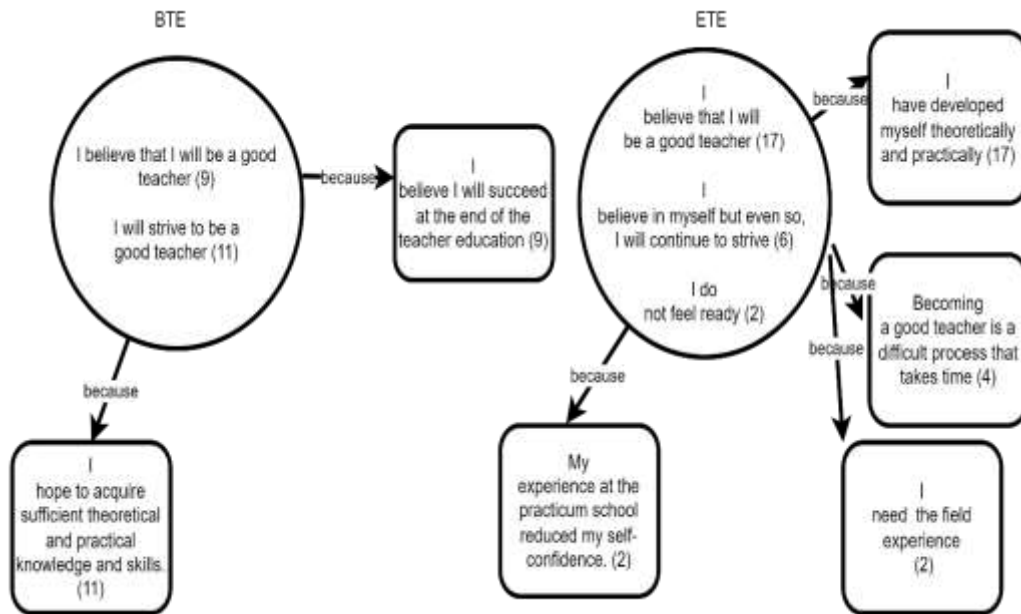 BTE
I believe that I will be a good
teacher (9)
I will strive to be a
good teacher (11)
because
I
believe I will succeed
at the end of the
teacher education (9)
because
I
hope to acquire
sufficient theoretical
and practical
knowledge and skills.
(11)
ETE
I
believe that I will
be a good teacher (17)
I
believe in myself but even so,
I will continue to strive (6)
I do
not feel ready (2)
because
I
have developed
myself theoretically
and practically (17)
because
Becoming
a good teacher is a
difficult process that
takes time (4)
because
I
need the field
experience
(2)
because
My
experience at the
practicum school
reduced my self-
confidence. (2)